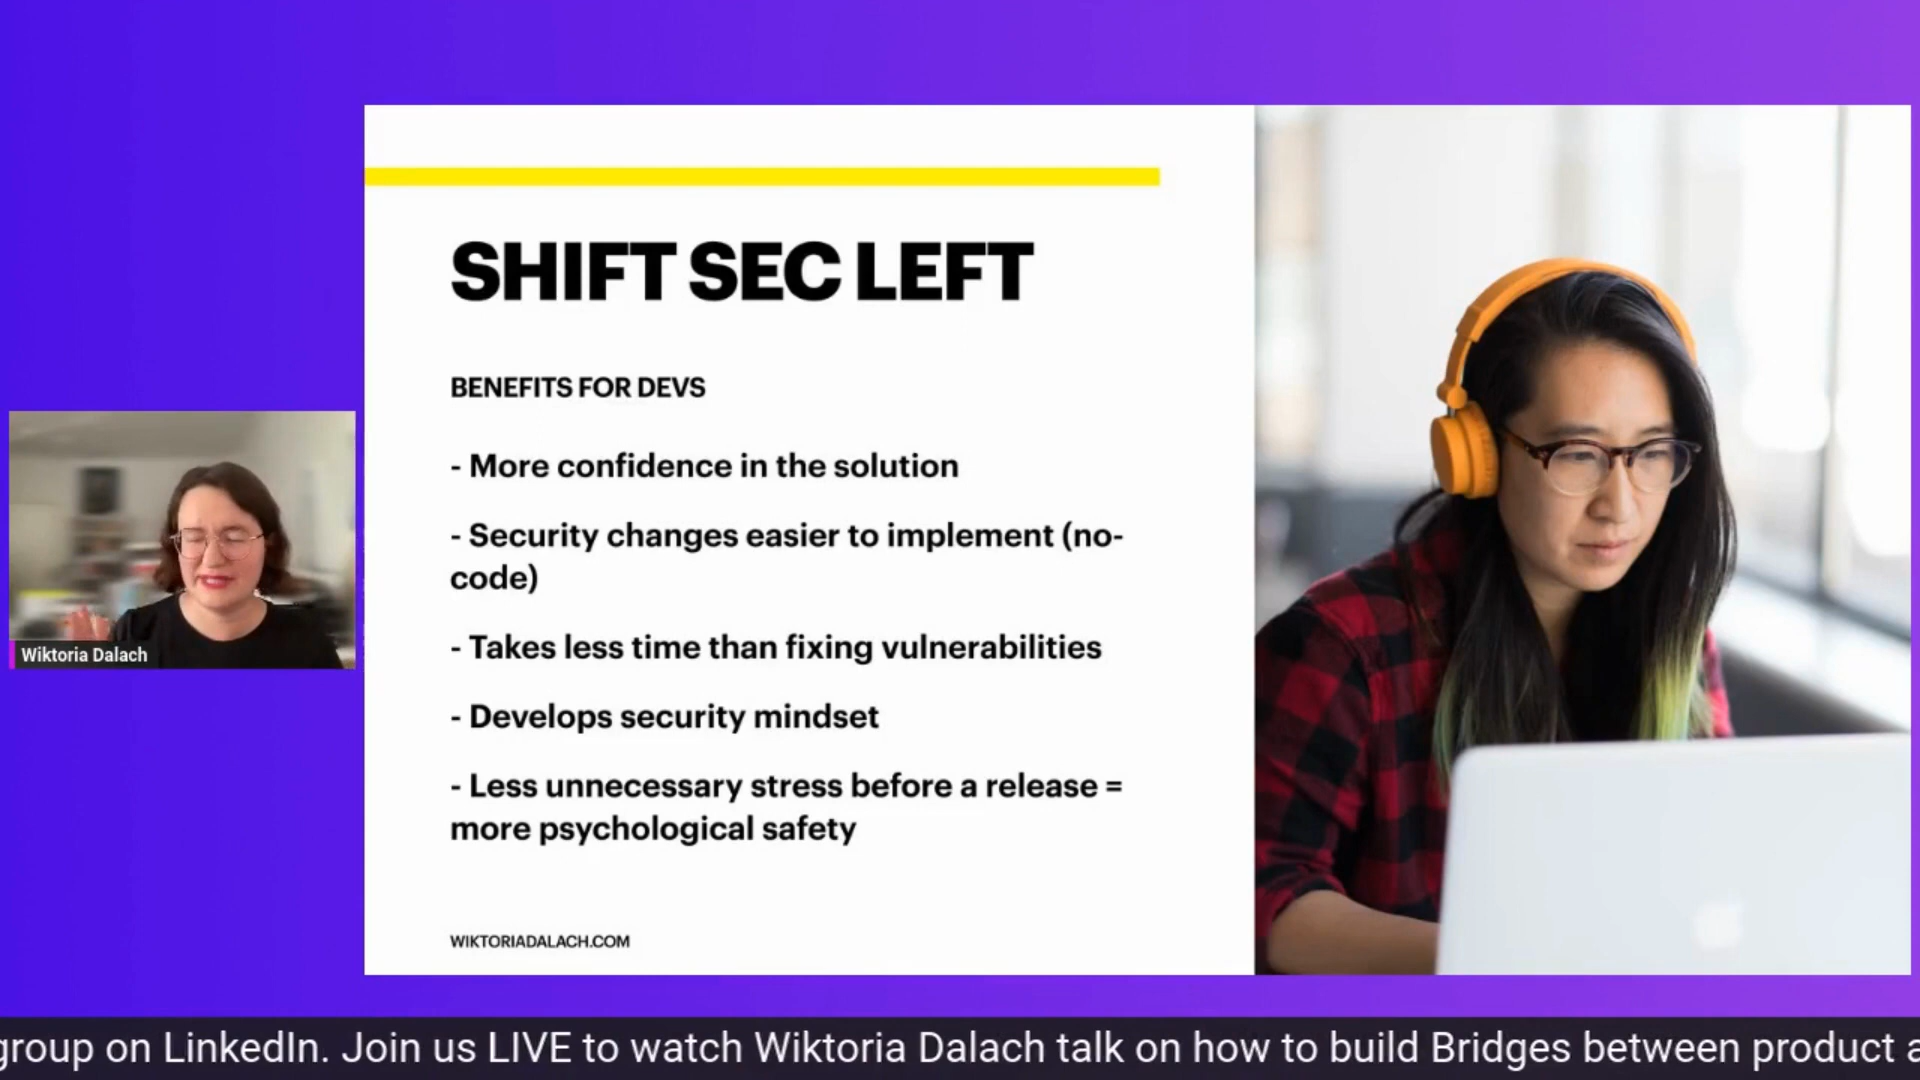 SHIFT SEC LEFT
BENEFITS FOR DEVS
- More confidence in the solution
- Security changes easier to implement (no-
code)
- Takes less time than fixing vulnerabilities
- Develops security mindset
- Less unnecessary stress before a release =
more psychological safety
WIKTORIADALACH.COM
Wiktoria Dalach
group on LinkedIn. Join us LIVE to watch Wiktoria Dalach talk on how to build Bridges between product a